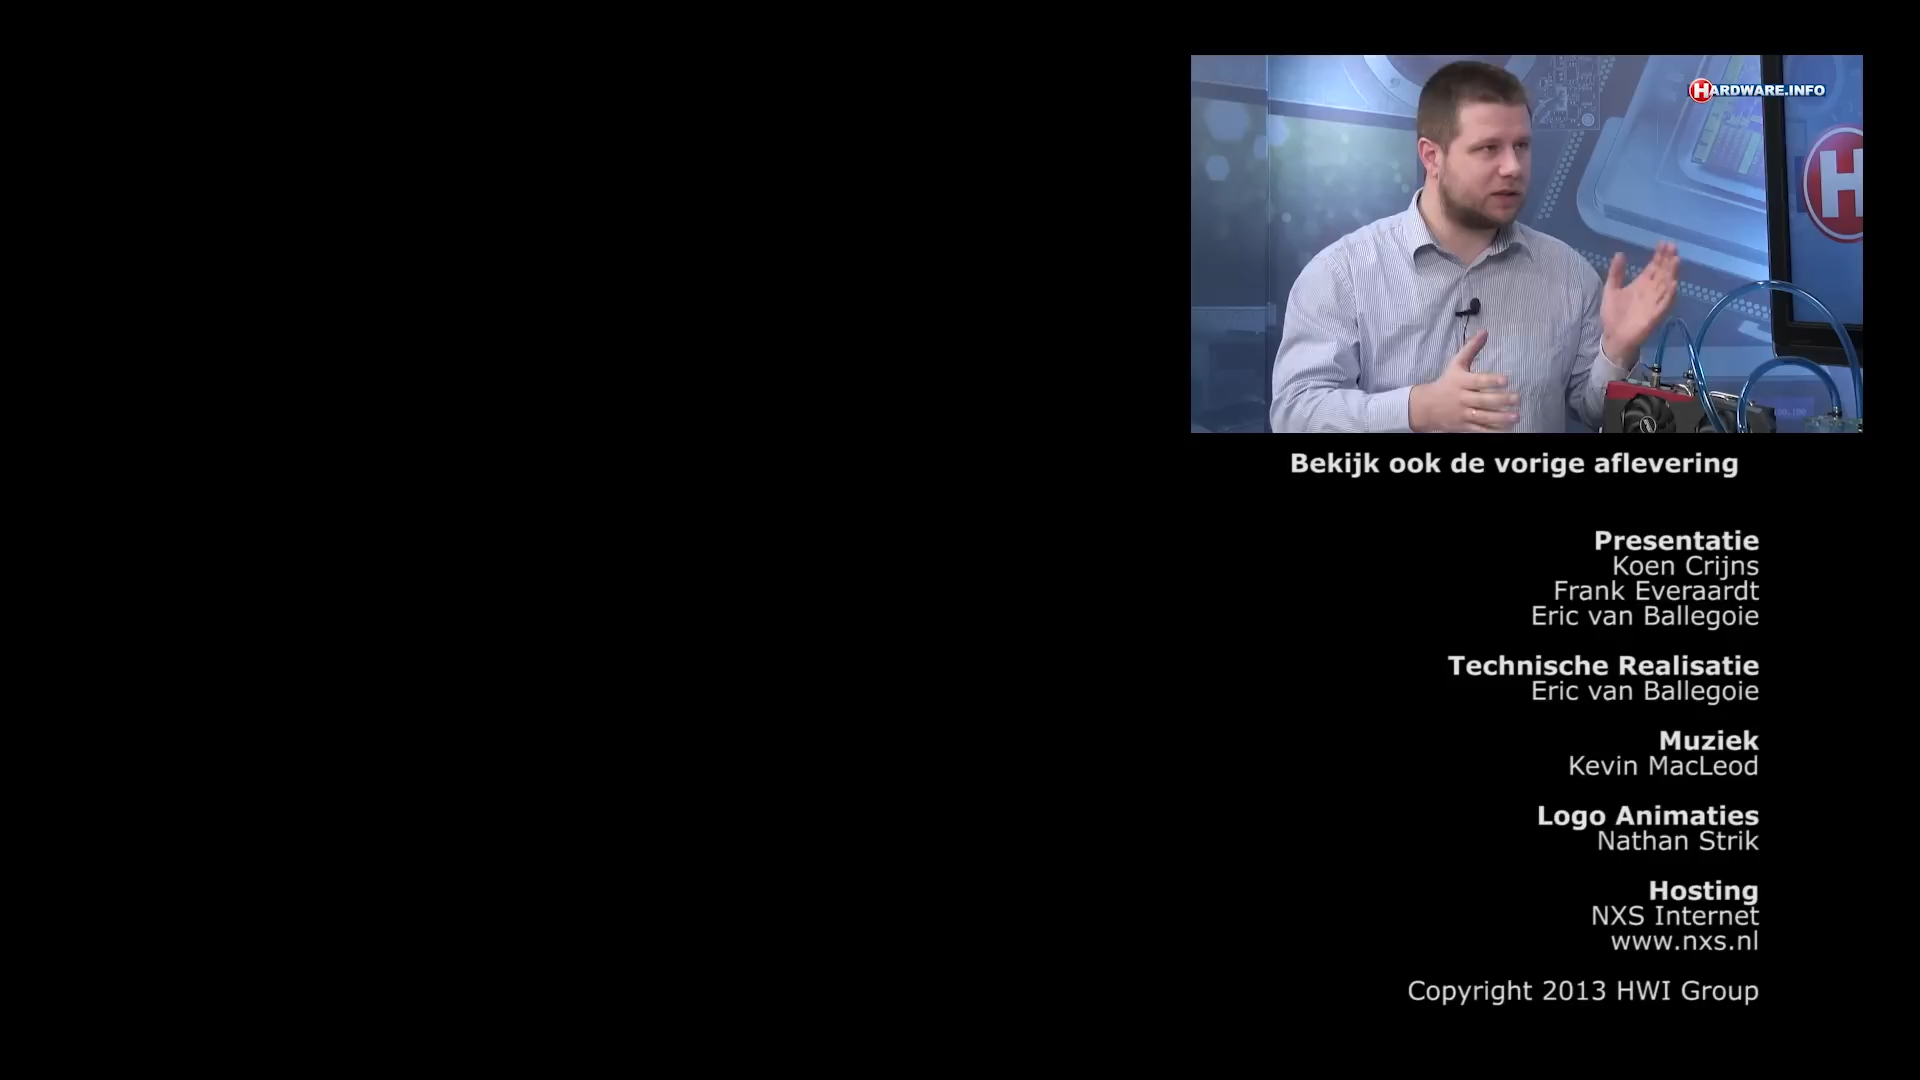 HARDWARE.INFO
H
Bekijk ook de vorige aflevering
Presentatie
Koen Crijns
Frank Everaardt
Eric van Ballegoie
Technische Realisatie
Eric van Ballegoie
Muziek
Kevin MacLeod
Logo Animaties
Nathan Strik
Hosting
NXS Internet
www.nxs.nl
Copyright 2013 HWI Group